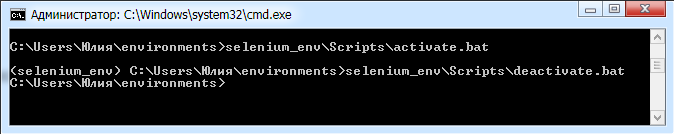 Администратор: C:\Windows\system32\cmd.exe
C:\Users\Юлия\environments>selenium_env\Scripts\activate.bat
(selenium_env) C:\Users\Юлия\environments>selenium_env\Scripts\deactivate.bat
C:\Users\Юлия\environments>